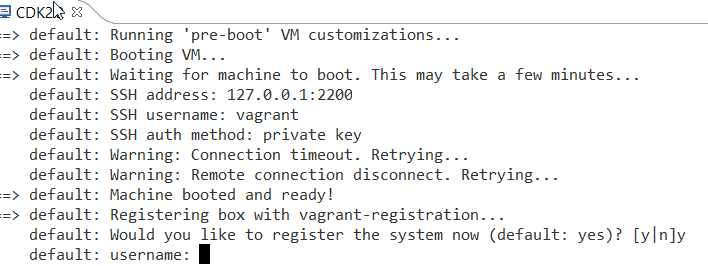 CDK2.
==> default: Running 'pre-boot' VM customizations...
==> default: Booting VM...
==> default: Waiting for machine to boot. This may take a few minutes...
default: SSH address: 127.0.0.1:2200
default: SSH username: vagrant
default: SSH auth method: private key
default: Warning: Connection timeout. Retrying...
default: Warning: Remote connection disconnect. Retrying...
==> default: Machine booted and ready!
==> default: Registering box with vagrant-registration...
default: Would you like to register the system now (default: yes)? [y|n]y
default: username: